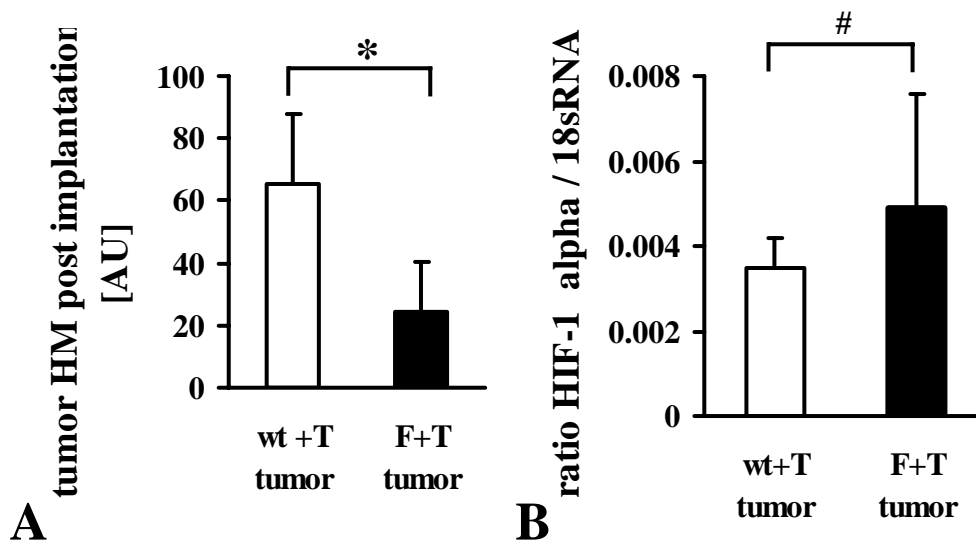 tumor HM post implantation
[AU]
*
100
80
60
40
20
0
wt +T
tumor
F+T
tumor
A
ratio HIF-1 alpha / 18sRNA
#
0.008
0.006
0.004
0.002
0
wt+T
tumor
F+T
tumor
B